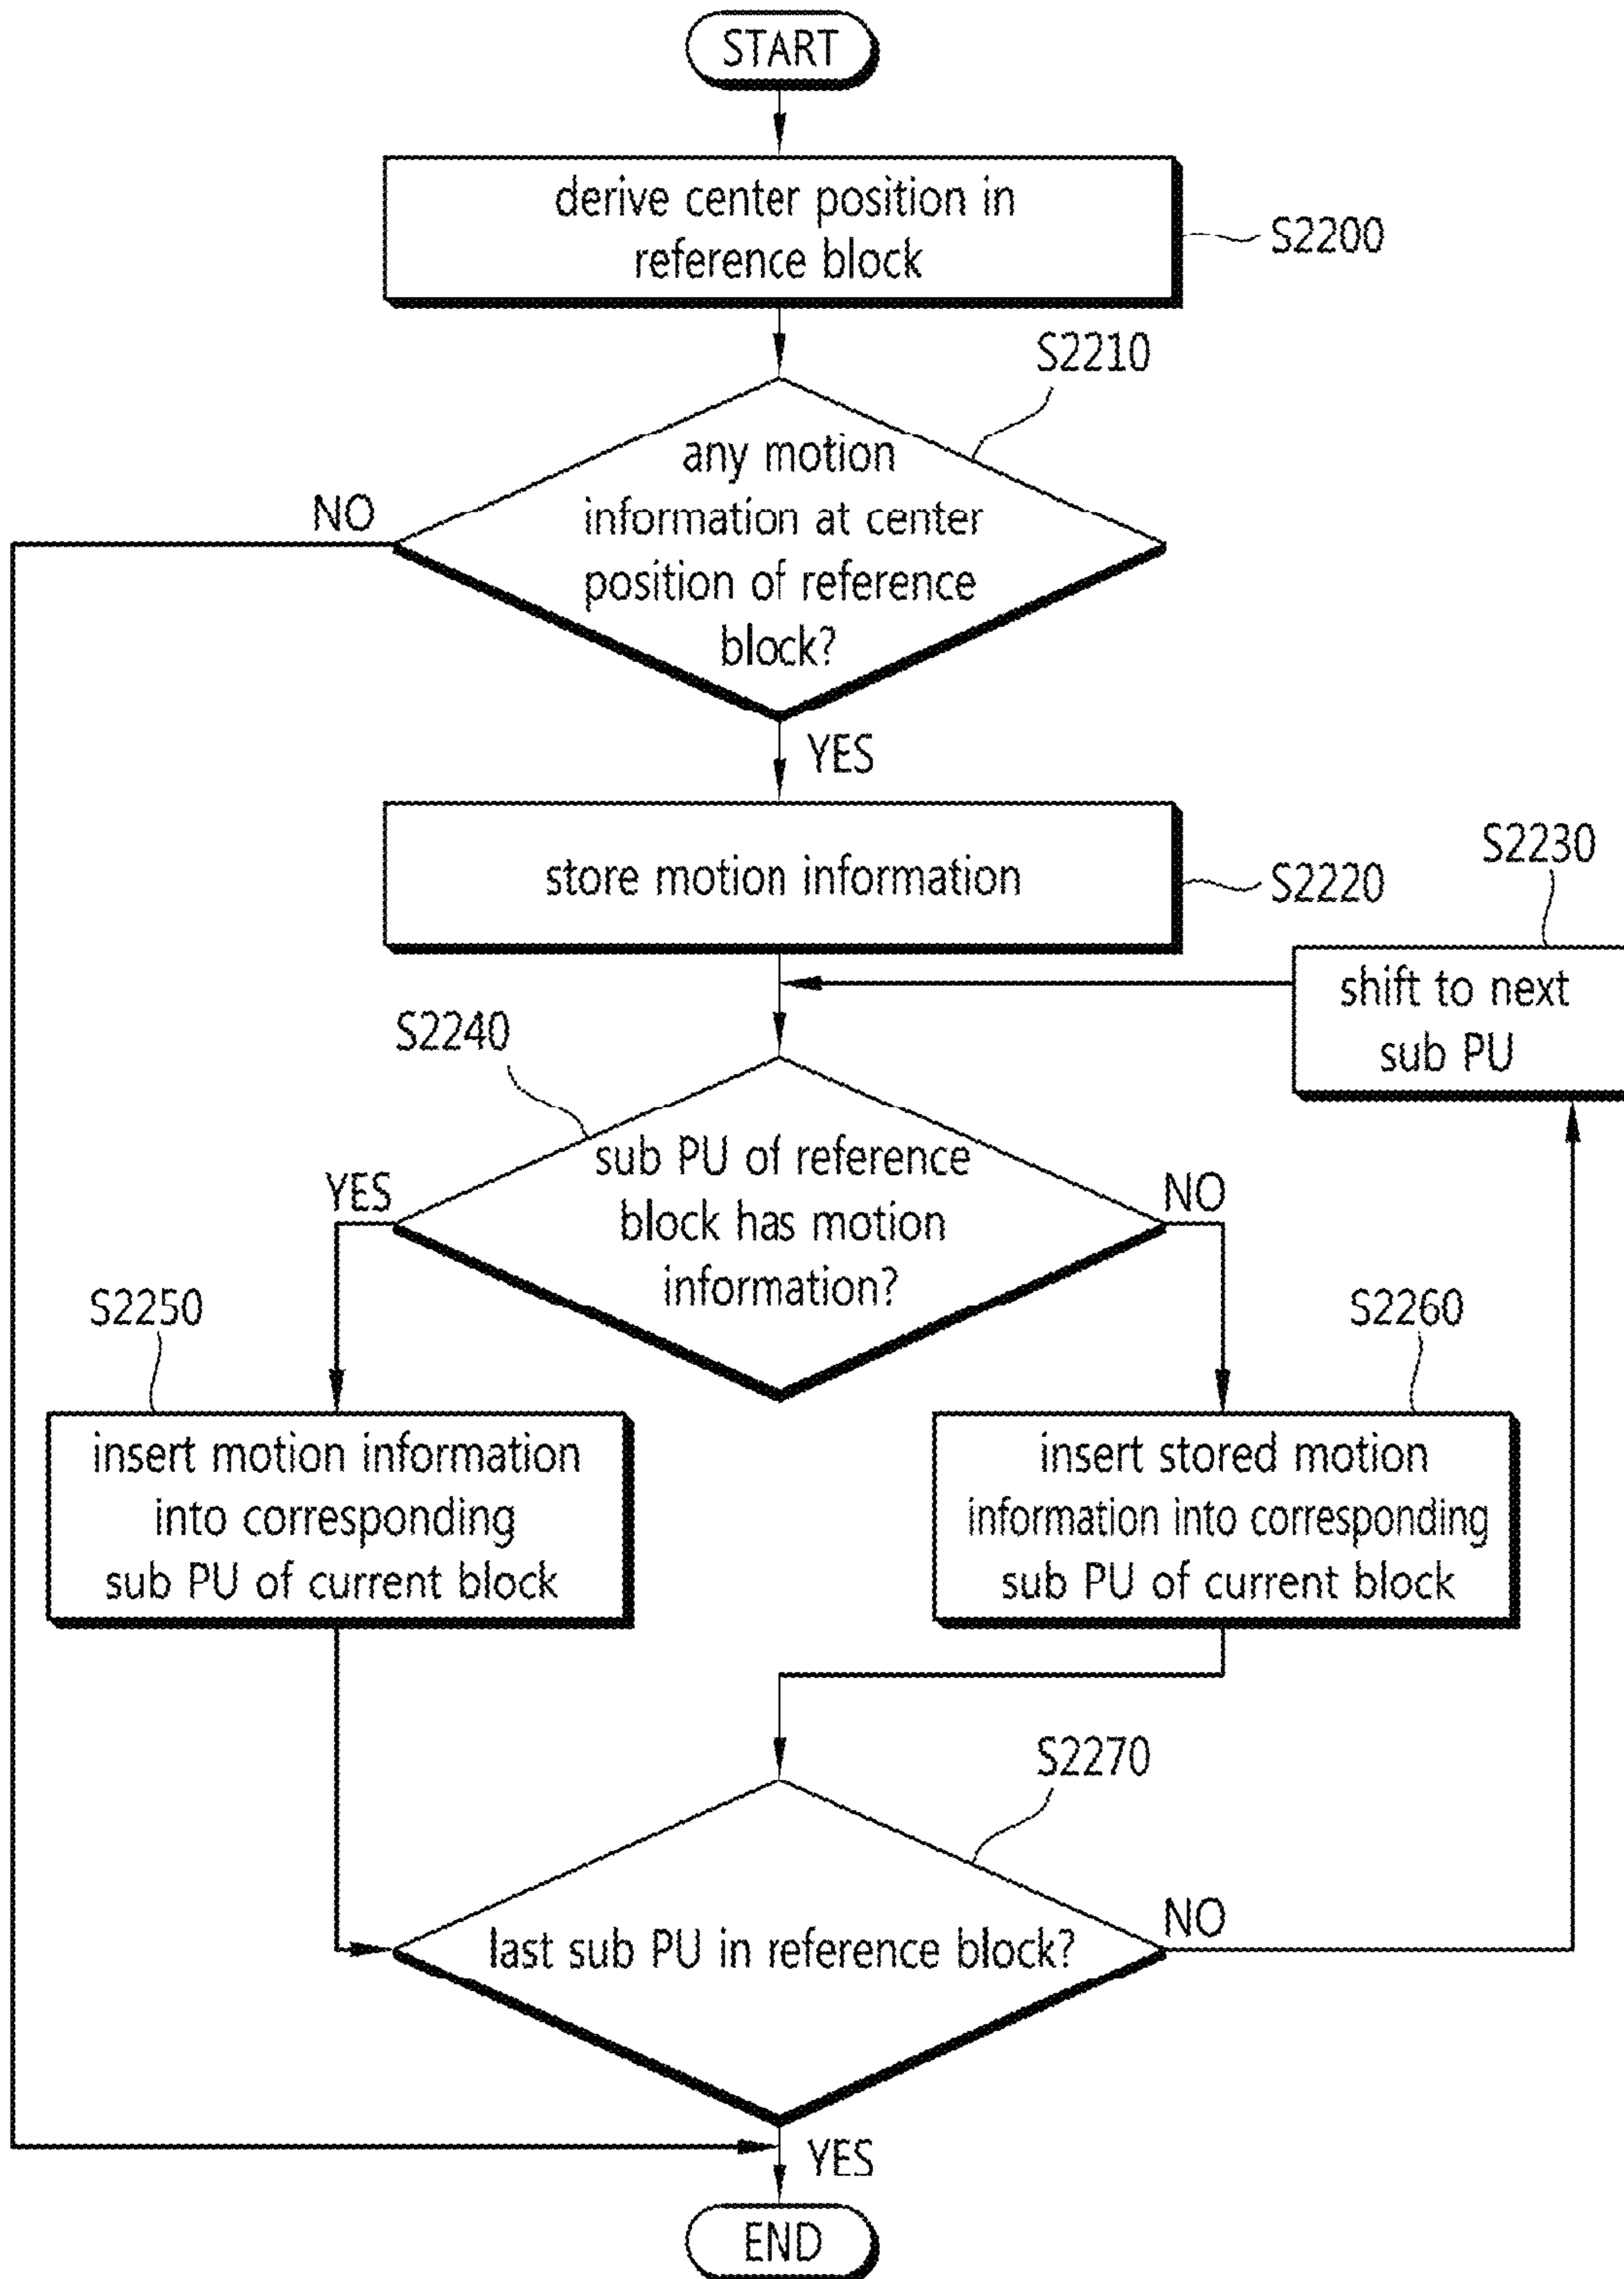 START
derive center position in
reference block
S2200
S2210
any motion
information at center
position of reference
block?
NO
YES
store motion information
S2220
S2230
shift to next
sub PU
S2240
sub PU of reference
block has motion
information?
YES
NO
S2250
insert motion information
into corresponding
sub PU of current block
S2260
insert stored motion
information into corresponding
sub PU of current block
S2270
last sub PU in reference block?
NO
YES
END